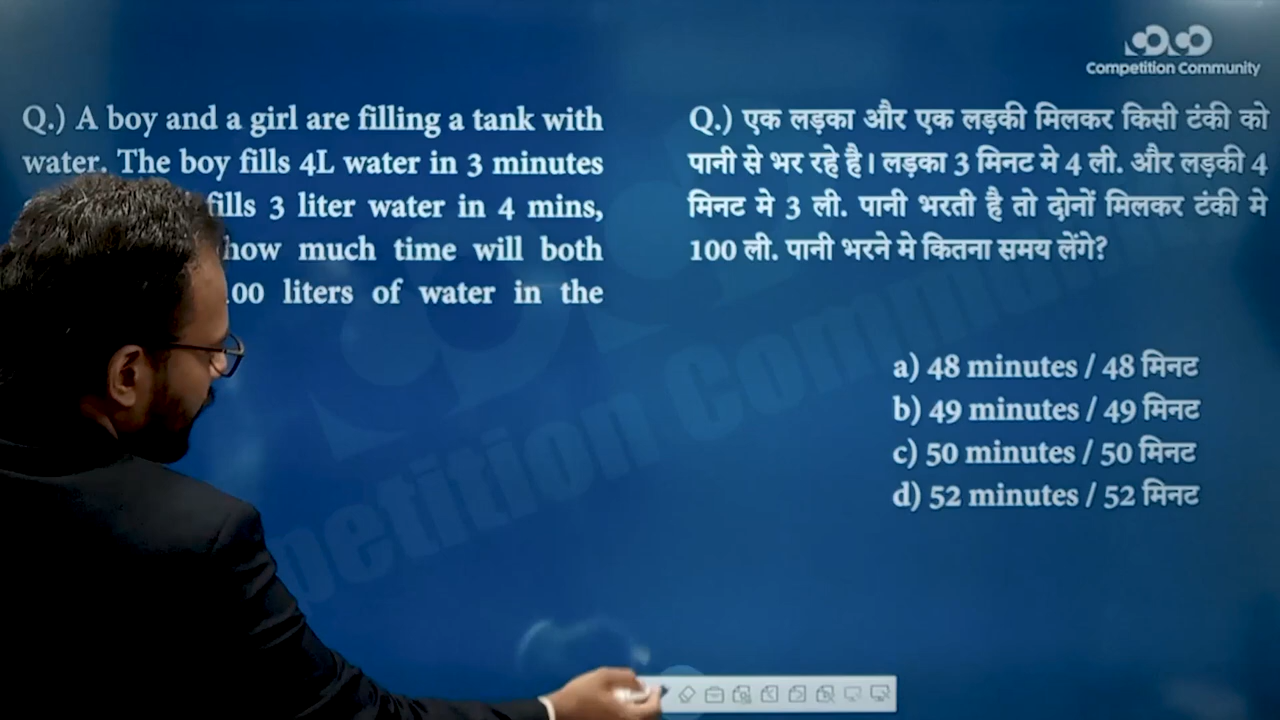 Competition Community
Q.) A boy and a girl are filling a tank with
water. The boy fills 4L water in 3 minutes
fills 3 liter water in 4 mins,
how much time will both
00 liters of water in the
Q.) एक लड़का और एक लड़की मिलकर किसी टंकी को
पानी से भर रहे है। लड़का 3 मिनट मे 4 ली. और लड़की 4
मिनट मे 3 ली. पानी भरती है तो दोनों मिलकर टंकी मे
100 ली. पानी भरने मे कितना समय लेंगे?
a) 48 minutes / 48 मिनट
b) 49 minutes / 49 मिनट
c) 50 minutes / 50 मिनट
d) 52 minutes / 52 मिनट
petition Community